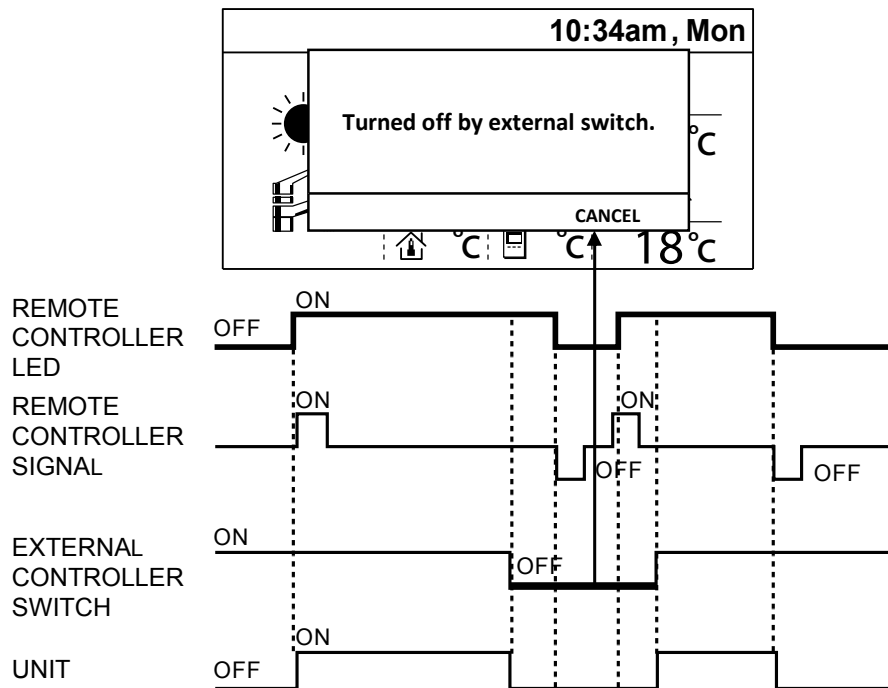 10:34am, Mon
Turned off by external switch.
°c
CANCEL
°c
°c
18°c
REMOTE
CONTROLLER
LED
OFF
ON
REMOTE
CONTROLLER
SIGNAL
ON
ON
OFF
OFF
EXTERNAL
CONTROLLER
SWITCH
ON
OFF
UNIT
OFF
ON